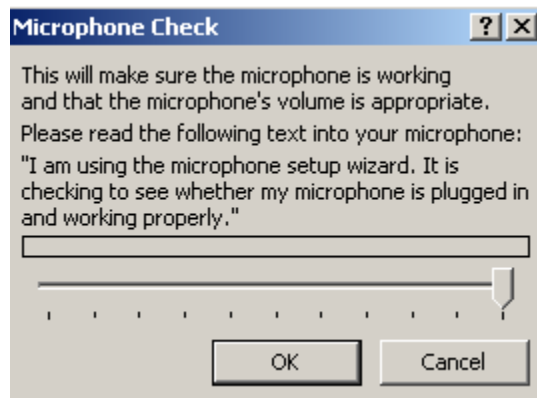 Microphone Check
This will make sure the microphone is working
and that the microphone's volume is appropriate.
Please read the following text into your microphone:
"I am using the microphone setup wizard. It is
checking to see whether my microphone is plugged in
and working properly."
OK Cancel